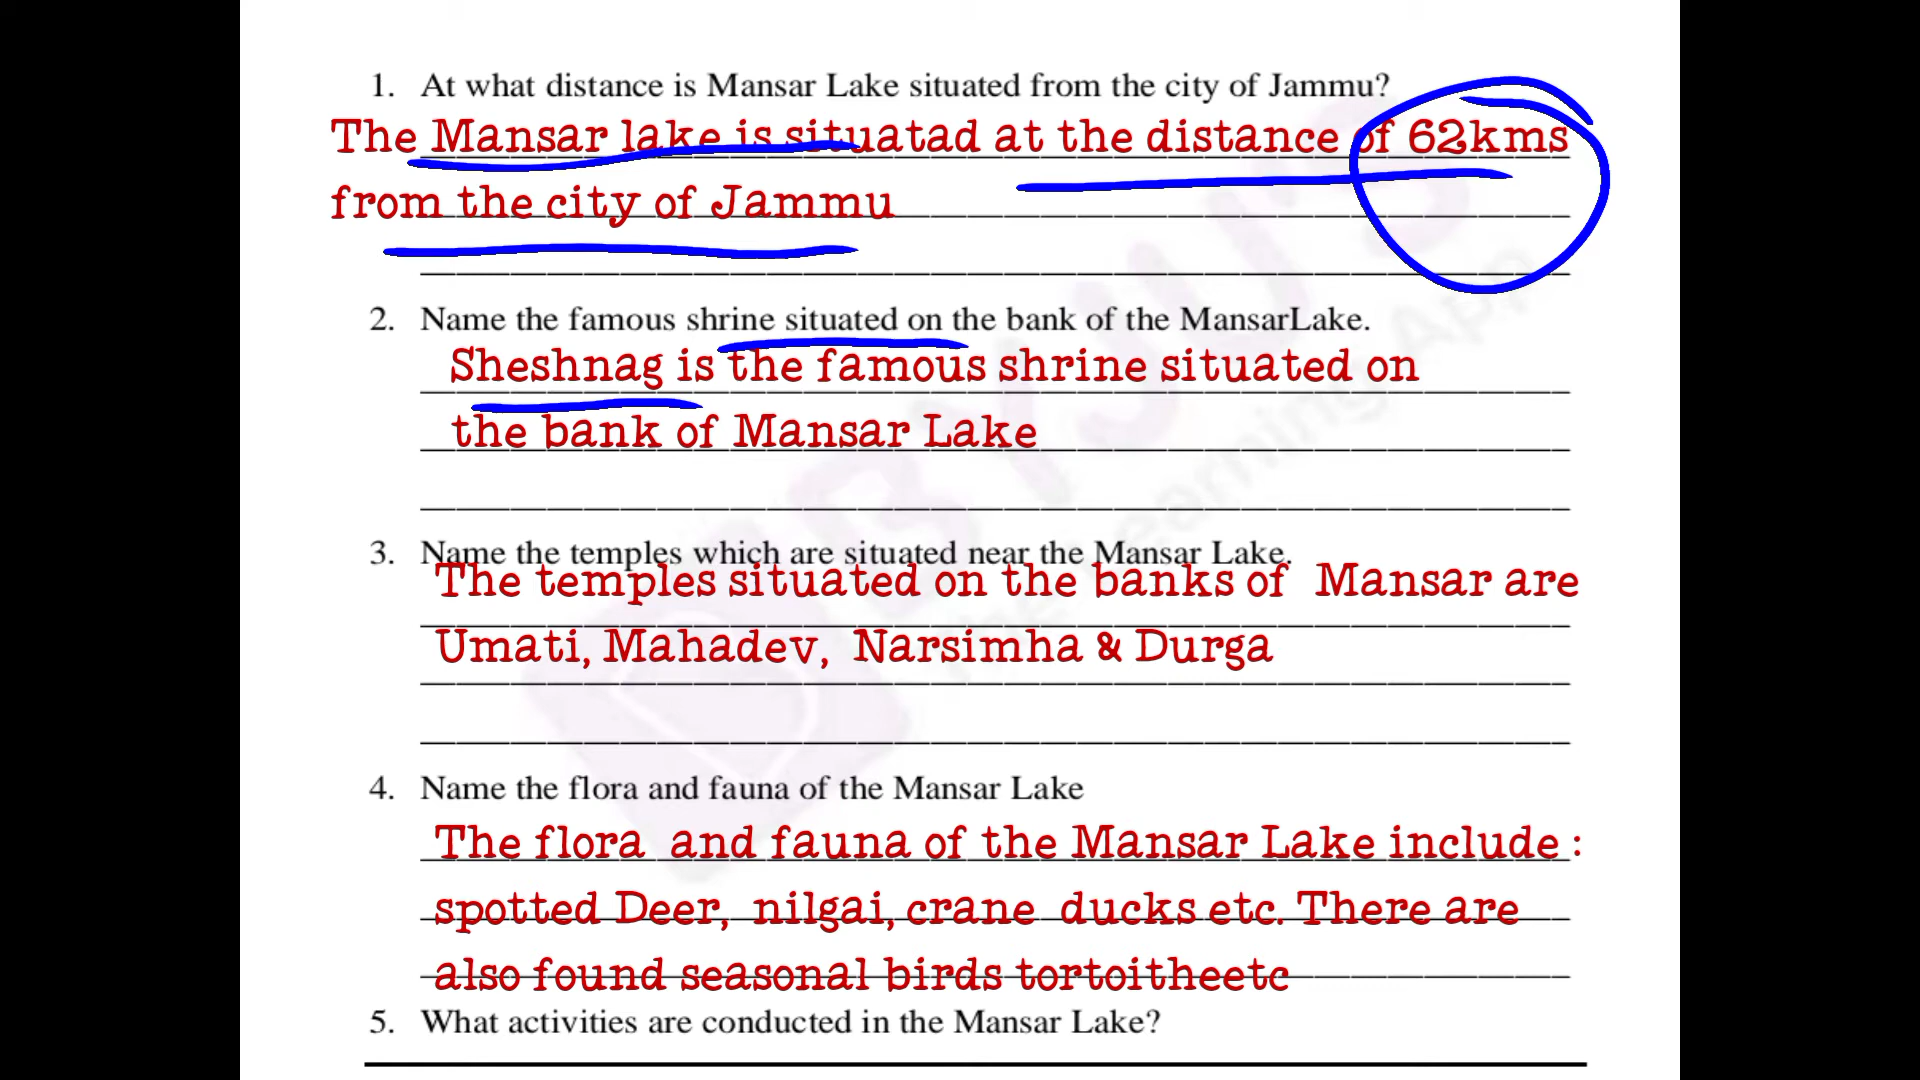 1. At what distance is Mansar Lake situated from the city of Jammu?
The Mansar lake is situatad at the distance of 62kms
from the city of Jammu
2. Name the famous shrine situated on the bank of the MansarLake.
Sheshnag is the famous shrine situated on
the bank of Mansar Lake
3. Name the temples which are situated near the Mansar Lake.
The temples situated on the banks of Mansar are
Umati, Mahadev, Narsimha & Durga
4. Name the flora and fauna of the Mansar Lake
The flora and fauna of the Mansar Lake include :
spotted Deer, nilgai, crane ducks etc. There are
also found seasonal birds tortoitheetc
5. What activities are conducted in the Mansar Lake?
BYJU'S
The Learning App